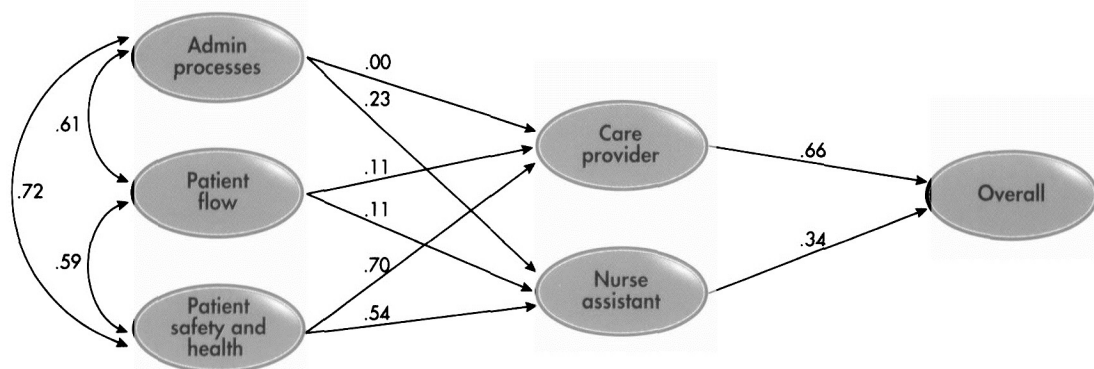 Admin
processes
.00
.23
Care
provider
.61
.66
.11
Patient
flow
.72
Overall
.11
.34
.59
.70
Nurse
assistant
Patient
safety and
health
.54